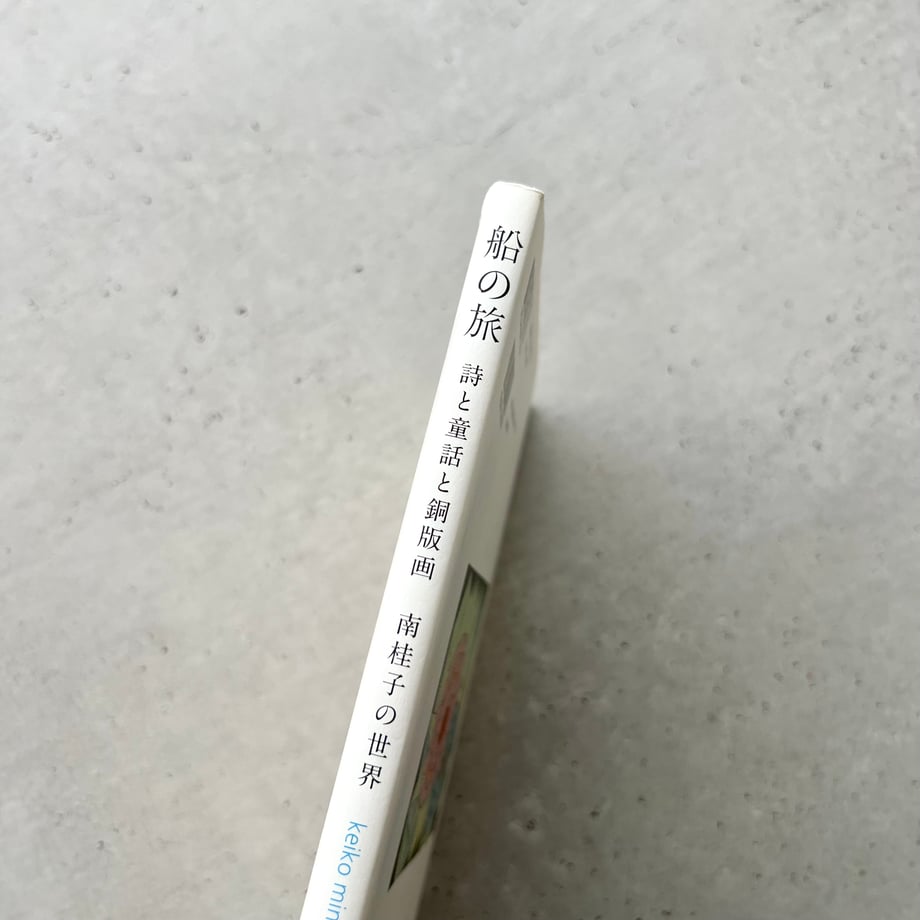 船の旅
詩と童話と銅版画
南桂子の世界
keiko min